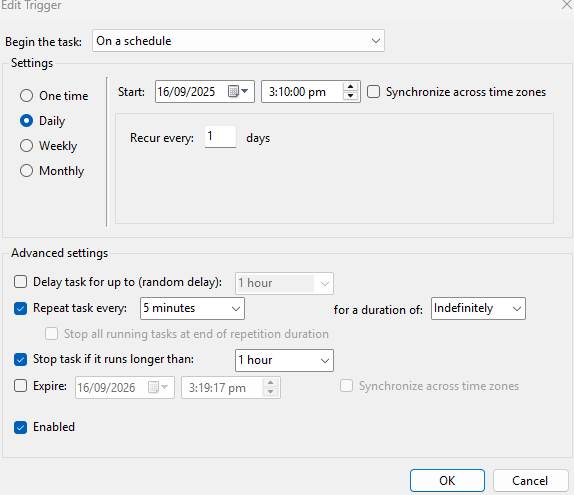 Edit Trigger
Begin the task: On a schedule
Settings
One time
Daily
Weekly
Monthly
Start: 16/09/2025 3:10:00 pm Synchronize across time zones
Recur every: 1 days
Advanced settings
Delay task for up to (random delay): 1 hour
Repeat task every: 5 minutes for a duration of: Indefinitely
Stop all running tasks at end of repetition duration
Stop task if it runs longer than: 1 hour
Expire: 16/09/2026 3:19:17 pm Synchronize across time zones
Enabled
OK Cancel